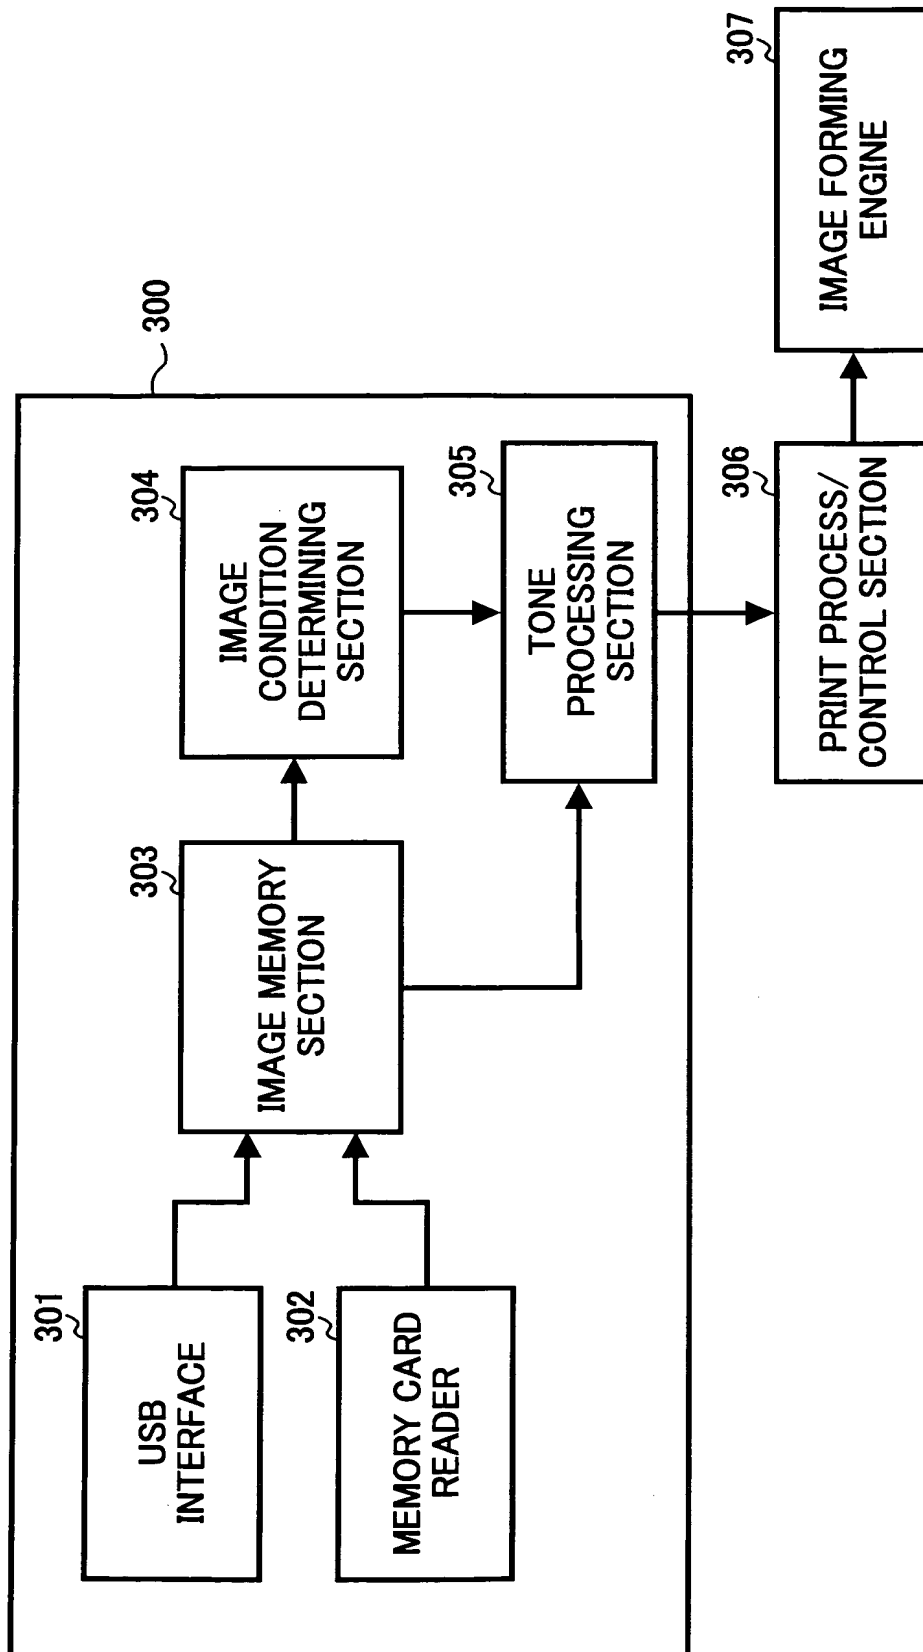 300
301
USB
INTERFACE
302
MEMORY CARD
READER
303
IMAGE MEMORY
SECTION
304
IMAGE
CONDITION
DETERMINING
SECTION
305
TONE
PROCESSING
SECTION
306
PRINT PROCESS/
CONTROL SECTION
307
IMAGE FORMING
ENGINE